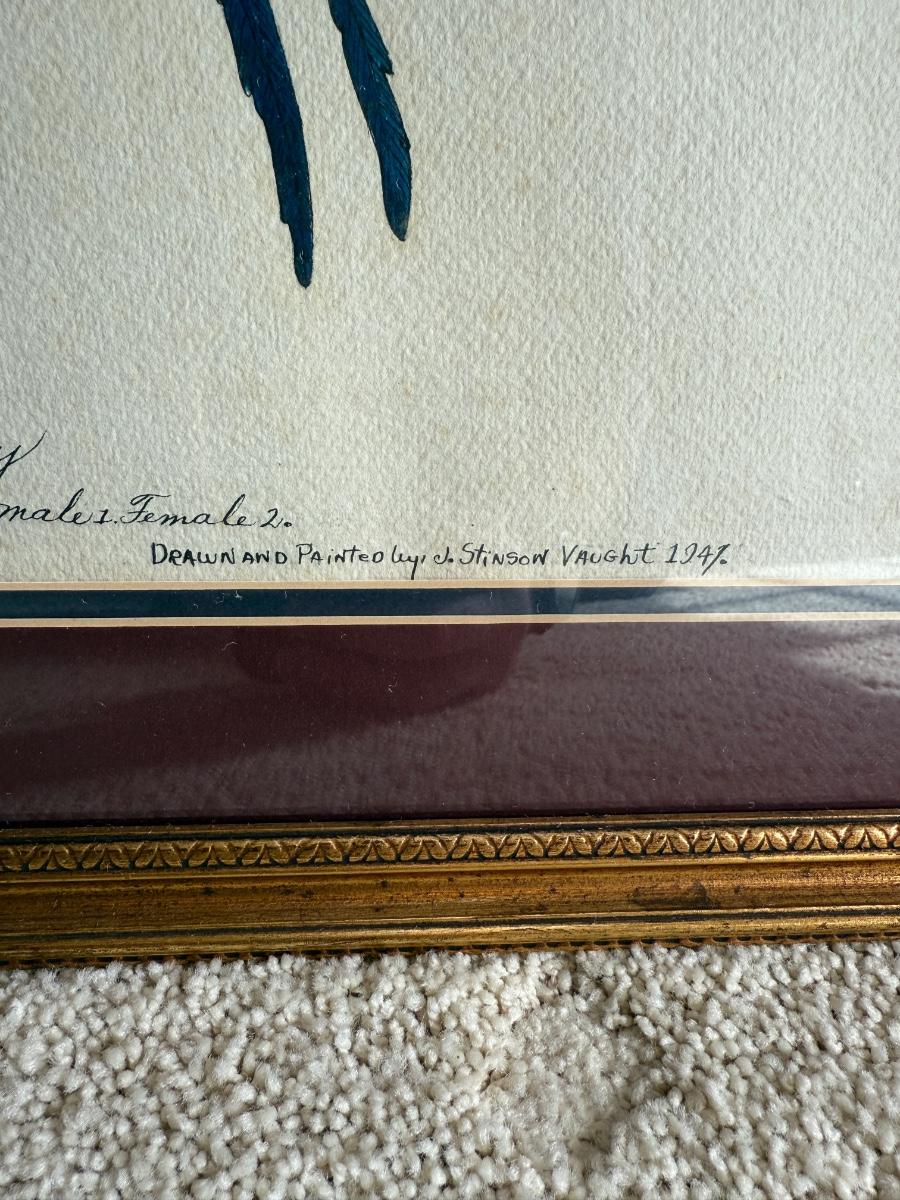 y
male 1. Female 2.
DRAWN AND PAiNTED by; J. STiNSON VAUGHT 1947.